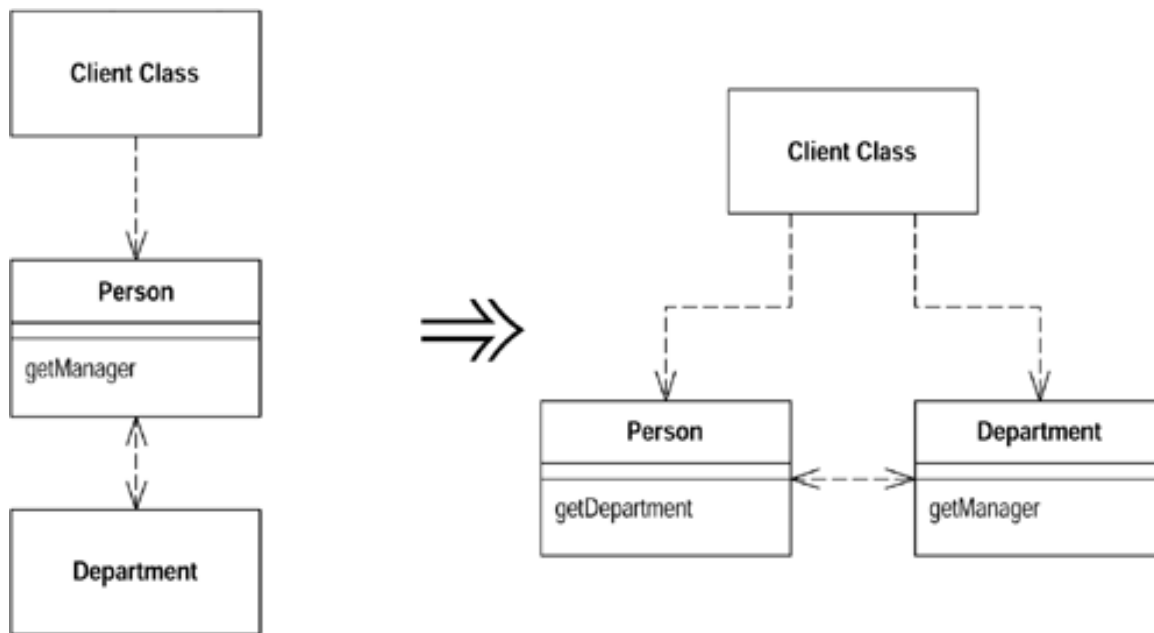 Client Class
Person
getManager
Department
Client Class
Person
getDepartment
Department
getManager